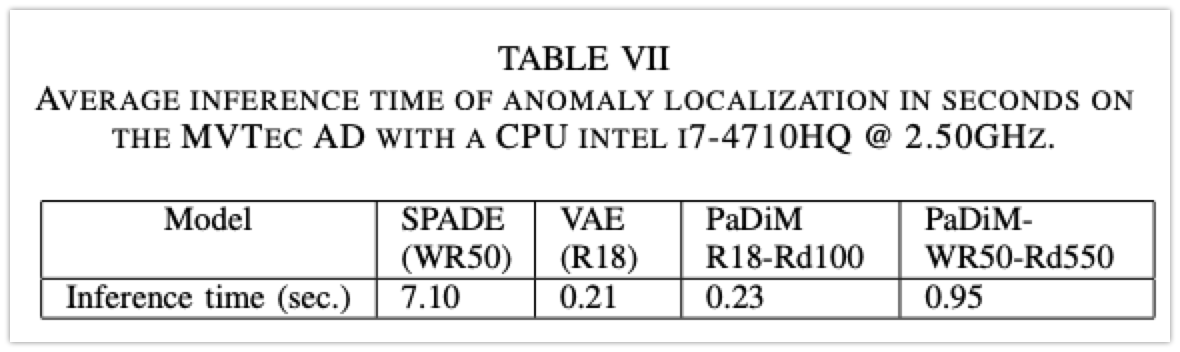 TABLE VII
AVERAGE INFERENCE TIME OF ANOMALY LOCALIZATION IN SECONDS ON
THE MVTEC AD WITH A CPU INTEL I7-4710HQ @ 2.50GHZ.
Model SPADE (WR50) VAE (R18) PaDiM R18-Rd100 PaDiM- WR50-Rd550
Inference time (sec.) 7.10 0.21 0.23 0.95